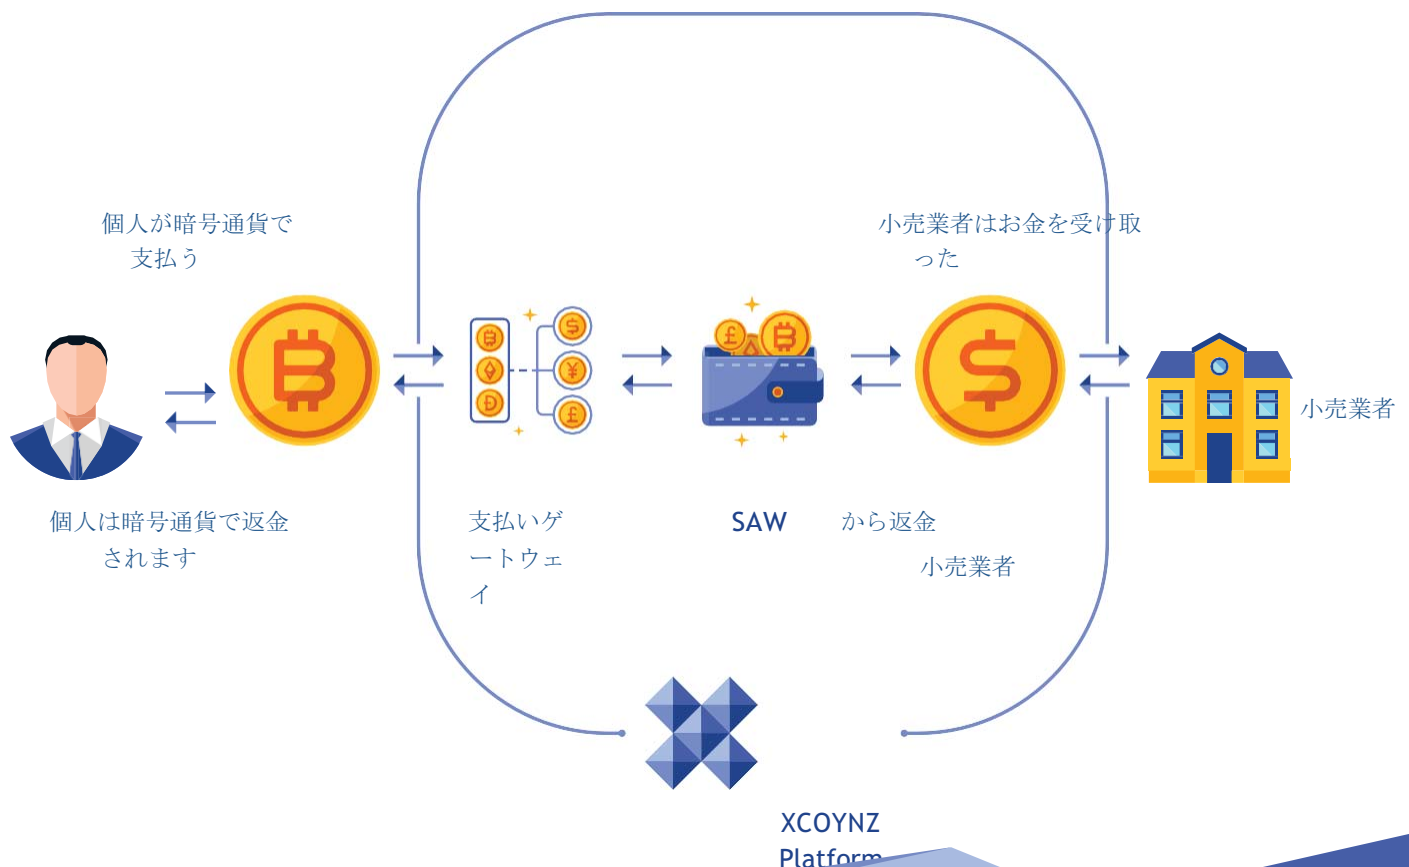 個人が暗号通貨で
支払う
小売業者はお金を受け取
った
小売業者
個人は暗号通貨で返金
されます
支払いゲ
ートウェ
イ
SAW
から返金
小売業者
XCOYNZ
Platform